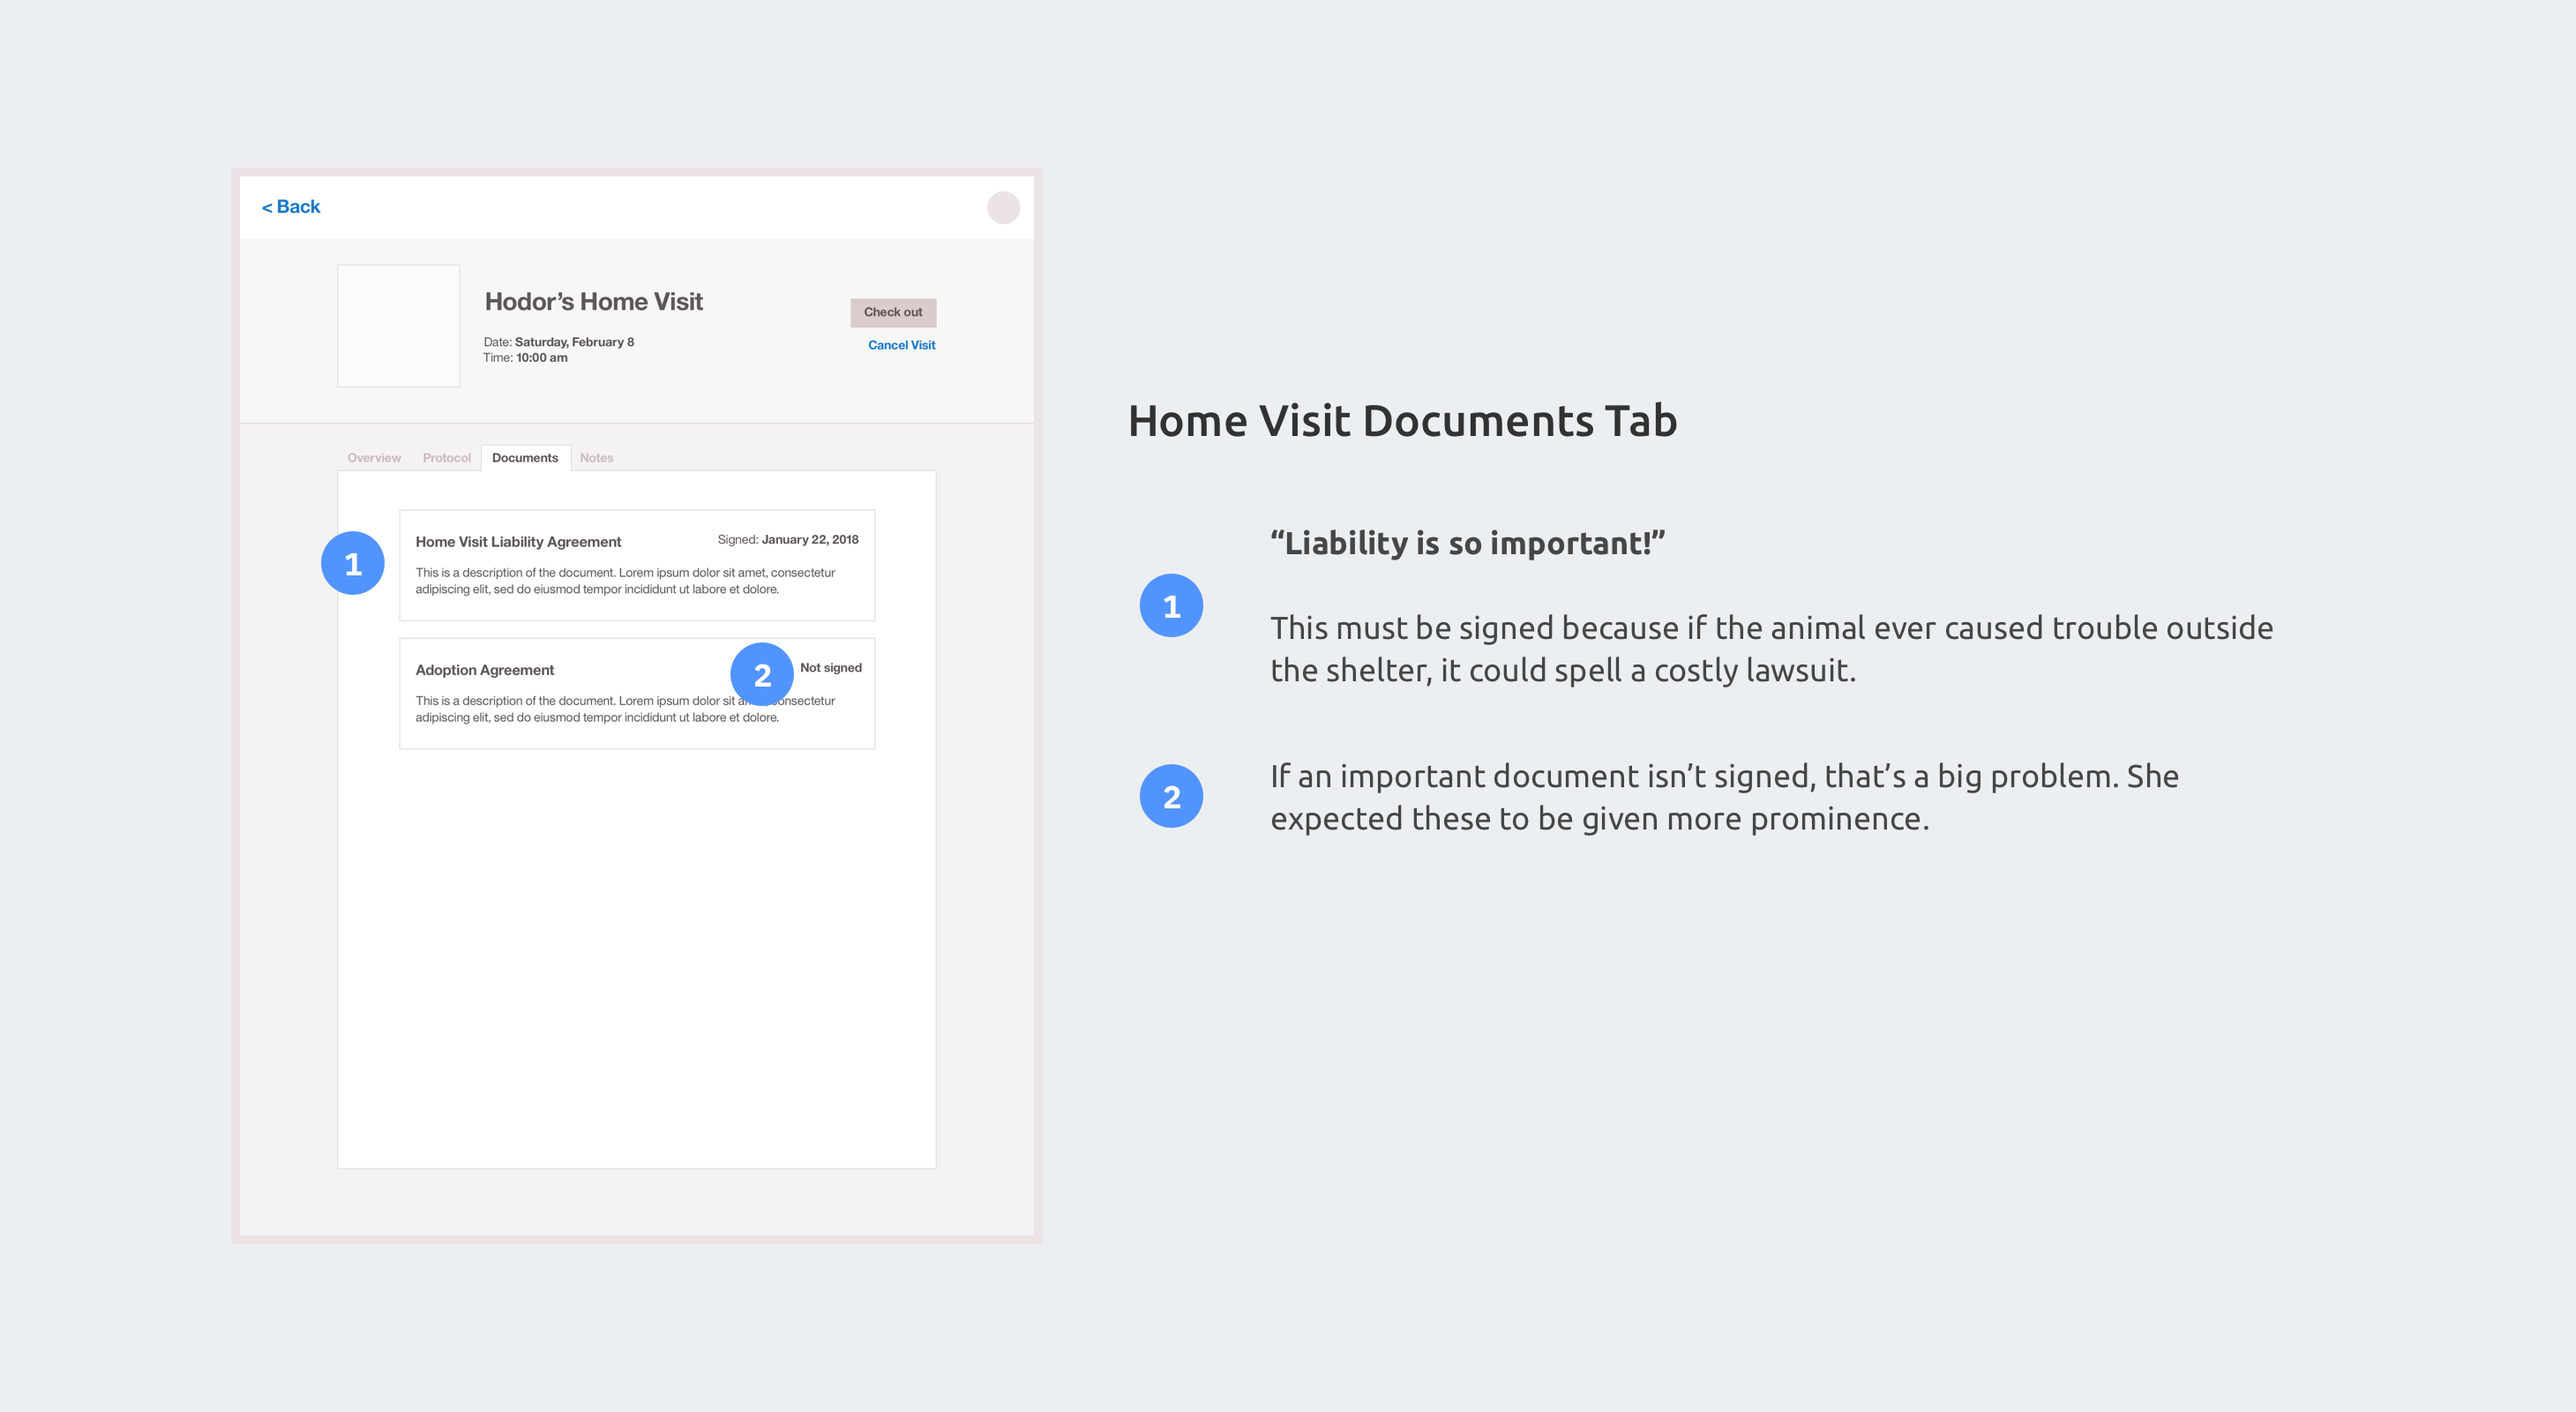 < Back
Hodor’s Home Visit
Date: Saturday, February 8
Time: 10:00 am
Check out
Cancel Visit
Overview Protocol Documents Notes
1
Home Visit Liability Agreement Signed: January 22, 2018
This is a description of the document. Lorem ipsum dolor sit amet, consectetur
adipiscing elit, sed do eiusmod tempor incididunt ut labore et dolore.
Adoption Agreement 2 Not signed
This is a description of the document. Lorem ipsum dolor sit
adipiscing elit, sed do eiusmod tempor incididunt ut labore et dolore.
Home Visit Documents Tab
“Liability is so important!”
1
This must be signed because if the animal ever caused trouble outside
the shelter, it could spell a costly lawsuit.
2
If an important document isn’t signed, that’s a big problem. She
expected these to be given more prominence.